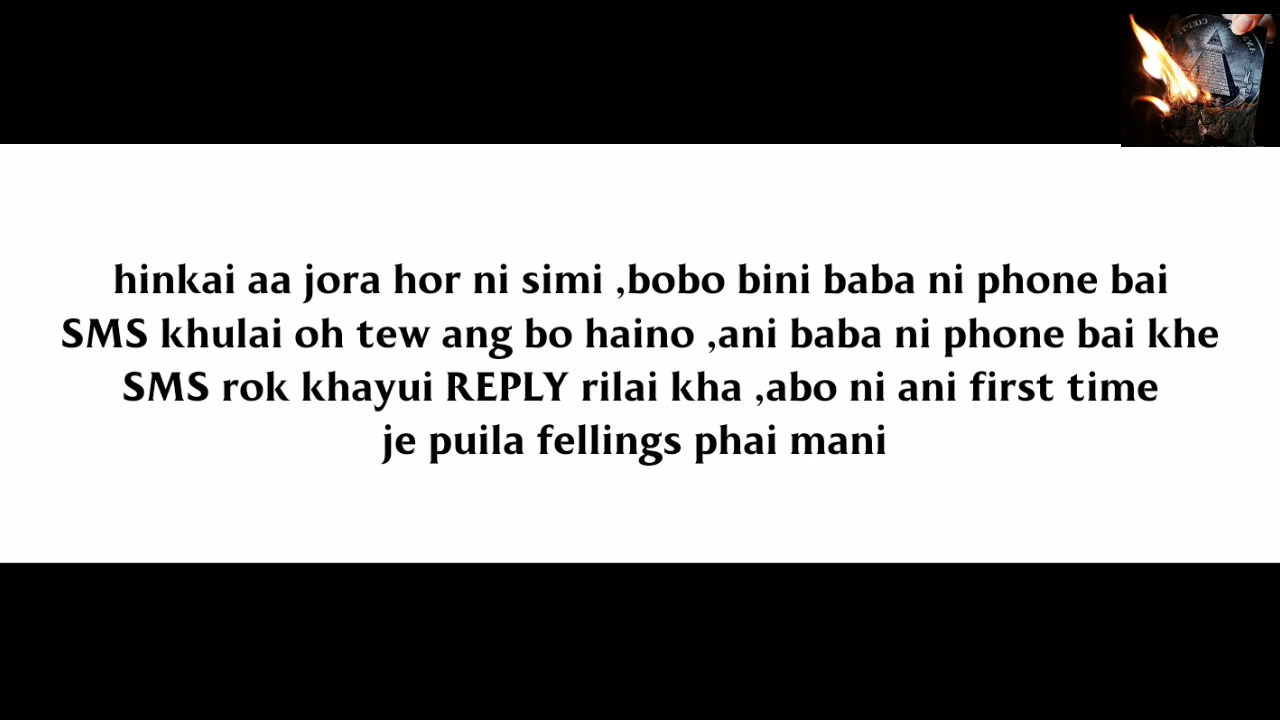 hinkai aa jora hor ni simi ,bobo bini baba ni phone bai
SMS khulai oh tew ang bo haino ,ani baba ni phone bai khe
SMS rok khayui REPLY rilai kha ,abo ni ani first time
je puila fellings phai mani